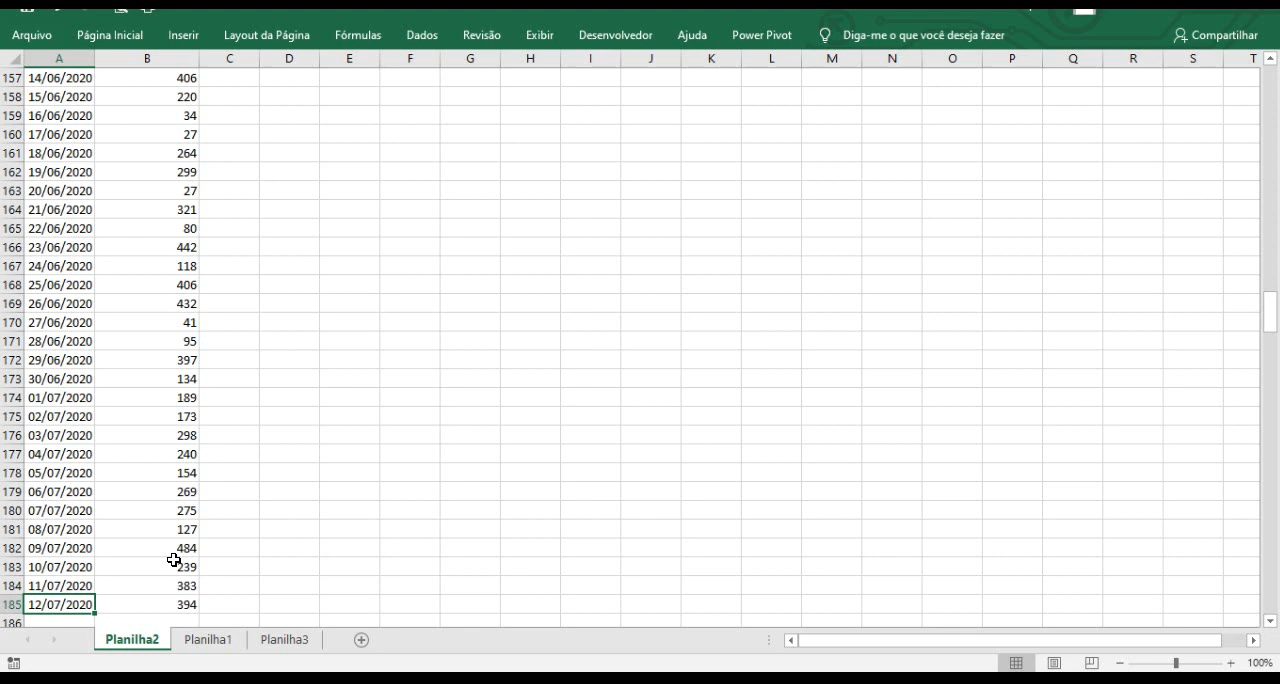 Arquivo Página Inicial Inserir Layout da Página Fórmulas Dados Revisão Exibir Desenvolvedor Ajuda Power Pivot Diga-me o que você deseja fazer Compartilhar
A B C D E F G H I J K L M N O P Q R S T
157 14/06/2020 406
158 15/06/2020 220
159 16/06/2020 34
160 17/06/2020 27
161 18/06/2020 264
162 19/06/2020 299
163 20/06/2020 27
164 21/06/2020 321
165 22/06/2020 80
166 23/06/2020 442
167 24/06/2020 118
168 25/06/2020 406
169 26/06/2020 432
170 27/06/2020 41
171 28/06/2020 95
172 29/06/2020 397
173 30/06/2020 134
174 01/07/2020 189
175 02/07/2020 173
176 03/07/2020 298
177 04/07/2020 240
178 05/07/2020 154
179 06/07/2020 269
180 07/07/2020 275
181 08/07/2020 127
182 09/07/2020 484
183 10/07/2020 239
184 11/07/2020 383
185 12/07/2020 394
186
Planilha2 Planilha1 Planilha3
100%